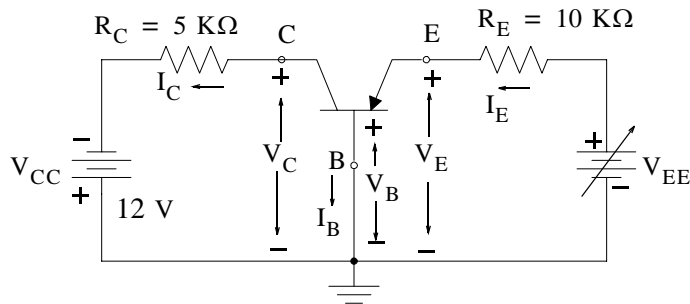 R_C = 5 KΩ
C
E
R_E = 10 KΩ
I_C
+
+
I_E
-
+
+
V_CC
V_C
B
V_B
V_E
V_EE
+
-
12 V
I_B
-
-
-